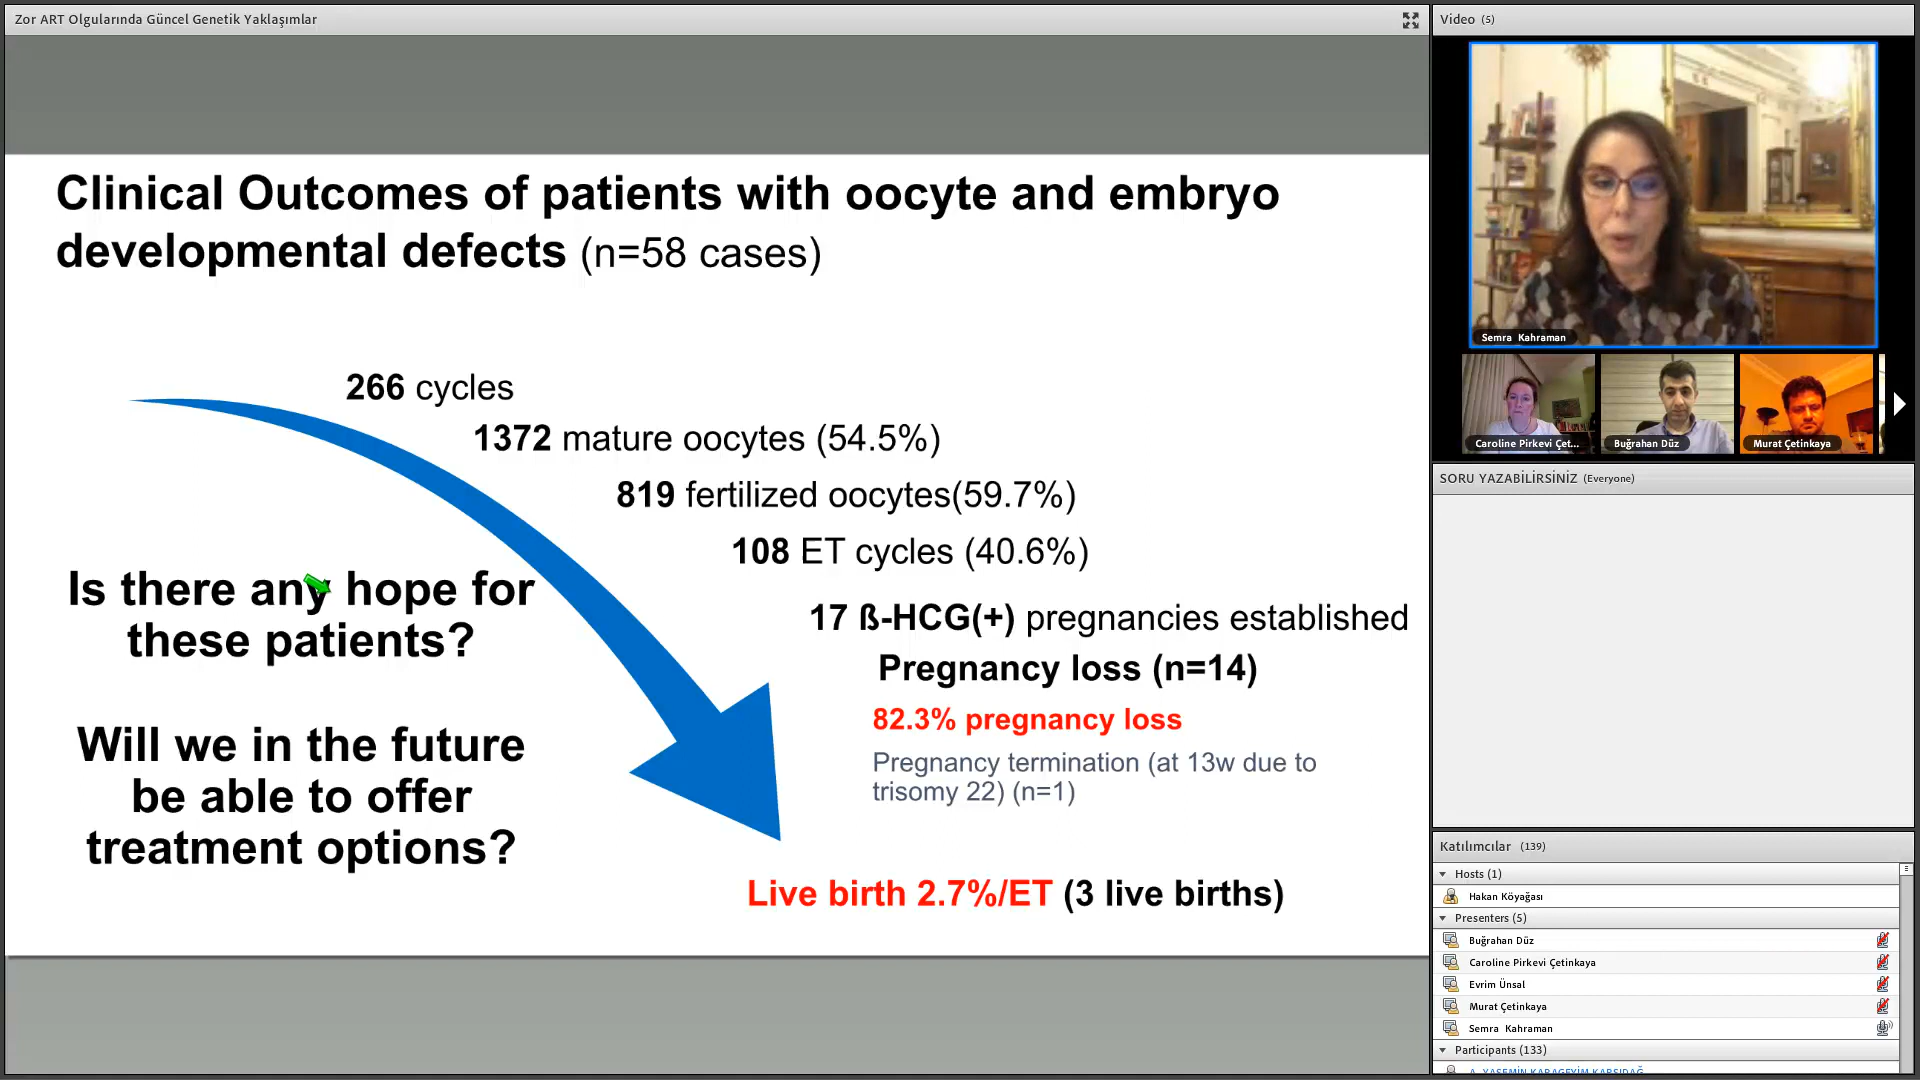 Zor ART Olgularında Güncel Genetik Yaklaşımlar
Clinical Outcomes of patients with oocyte and embryo
developmental defects (n=58 cases)
266 cycles
1372 mature oocytes (54.5%)
819 fertilized oocytes(59.7%)
108 ET cycles (40.6%)
17 ß-HCG(+) pregnancies established
Pregnancy loss (n=14)
82.3% pregnancy loss
Pregnancy termination (at 13w due to
trisomy 22) (n=1)
Live birth 2.7%/ET (3 live births)
Is there any hope for
these patients?
Will we in the future
be able to offer
treatment options?
Video (5)
Semra Kahraman
Caroline Pirkevi Çet...
Buğrahan Düz
Murat Çetinkaya
SORU YAZABİLİRSİNİZ (Everyone)
Katılımcılar (139)
Hosts (1)
Hakan Köyağası
Presenters (5)
Buğrahan Düz
Caroline Pirkevi Çetinkaya
Evrim Ünsal
Murat Çetinkaya
Semra Kahraman
Participants (133)
A. YASEMİN KARAGEYİM KARŞIDAĞ